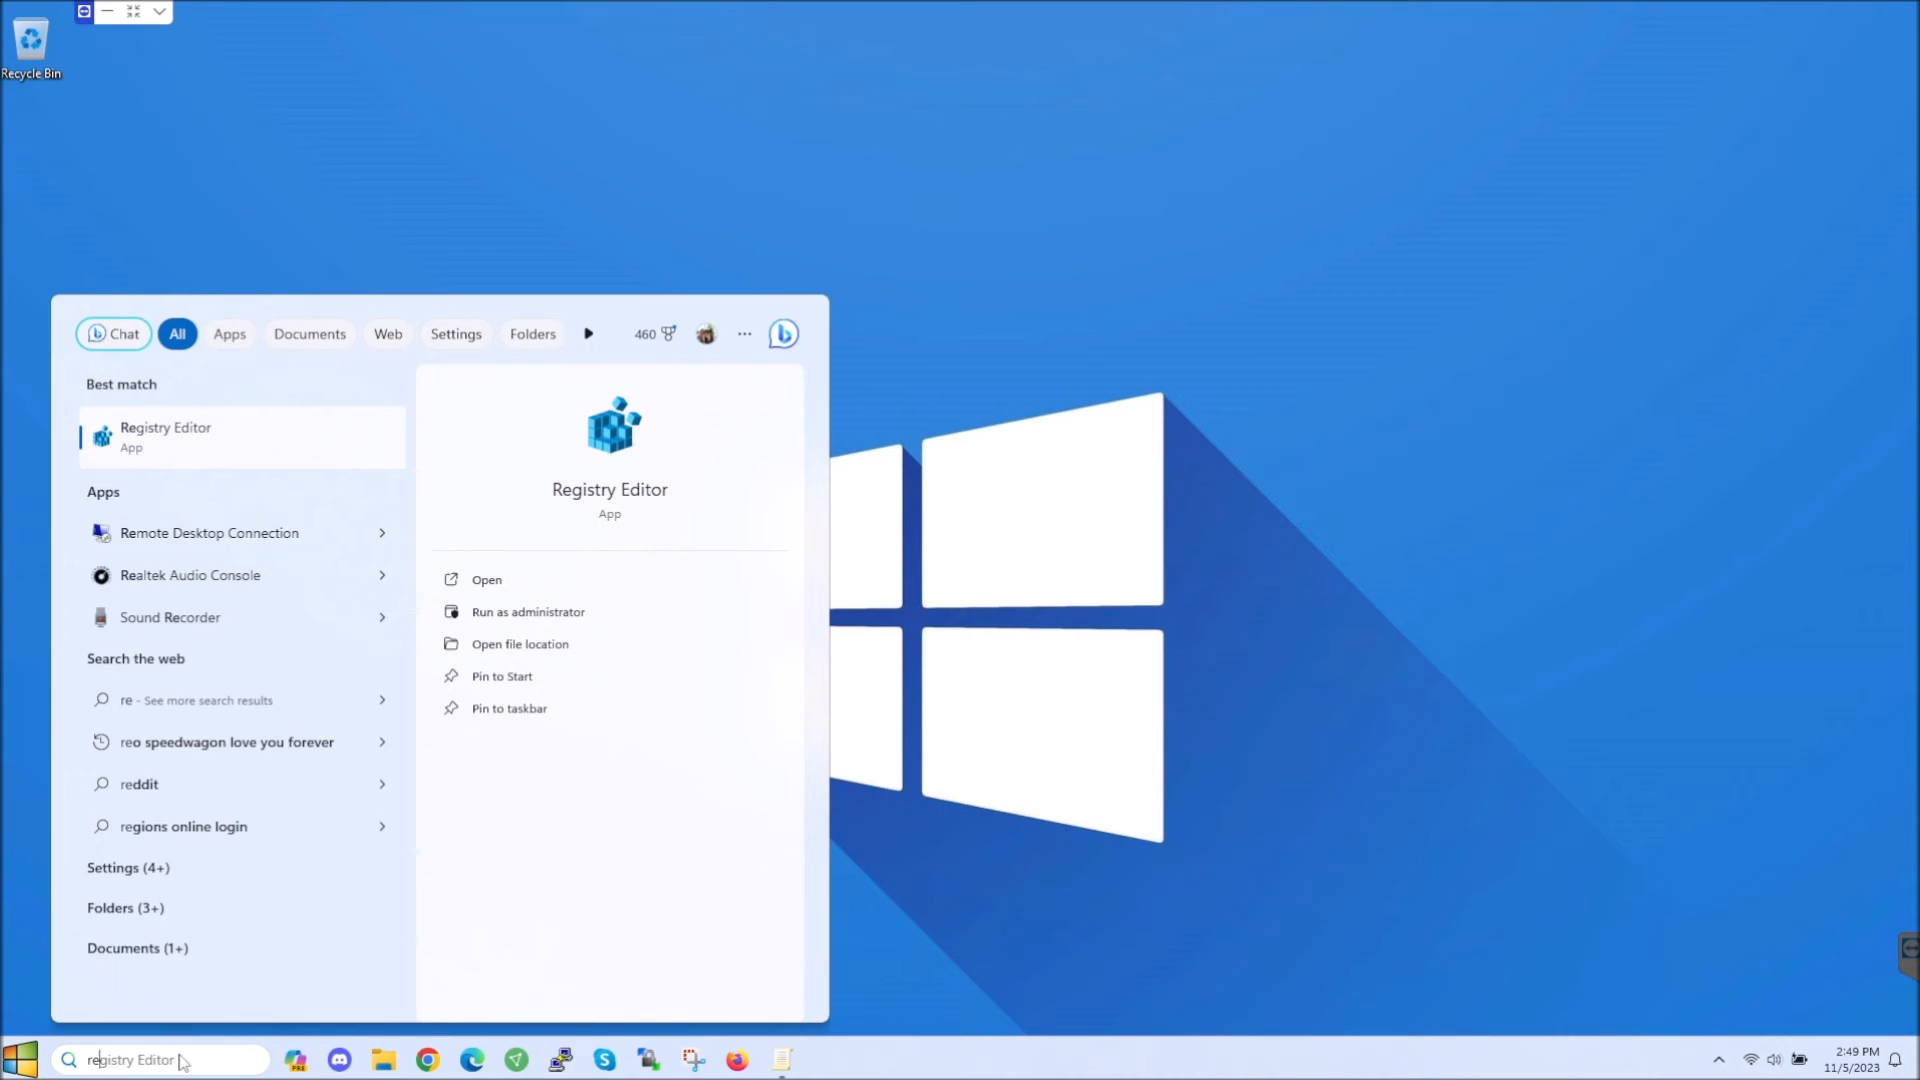 Recycle Bin
Chat
All
Apps
Documents
Web
Settings
Folders
460
Best match
Registry Editor
App
Apps
Remote Desktop Connection
Realtek Audio Console
Sound Recorder
Search the web
re - See more search results
reo speedwagon love you forever
reddit
regions online login
Settings (4+)
Folders (3+)
Documents (1+)
Registry Editor
App
Open
Run as administrator
Open file location
Pin to Start
Pin to taskbar
registry Editor
PRE
2:49 PM
11/5/2023